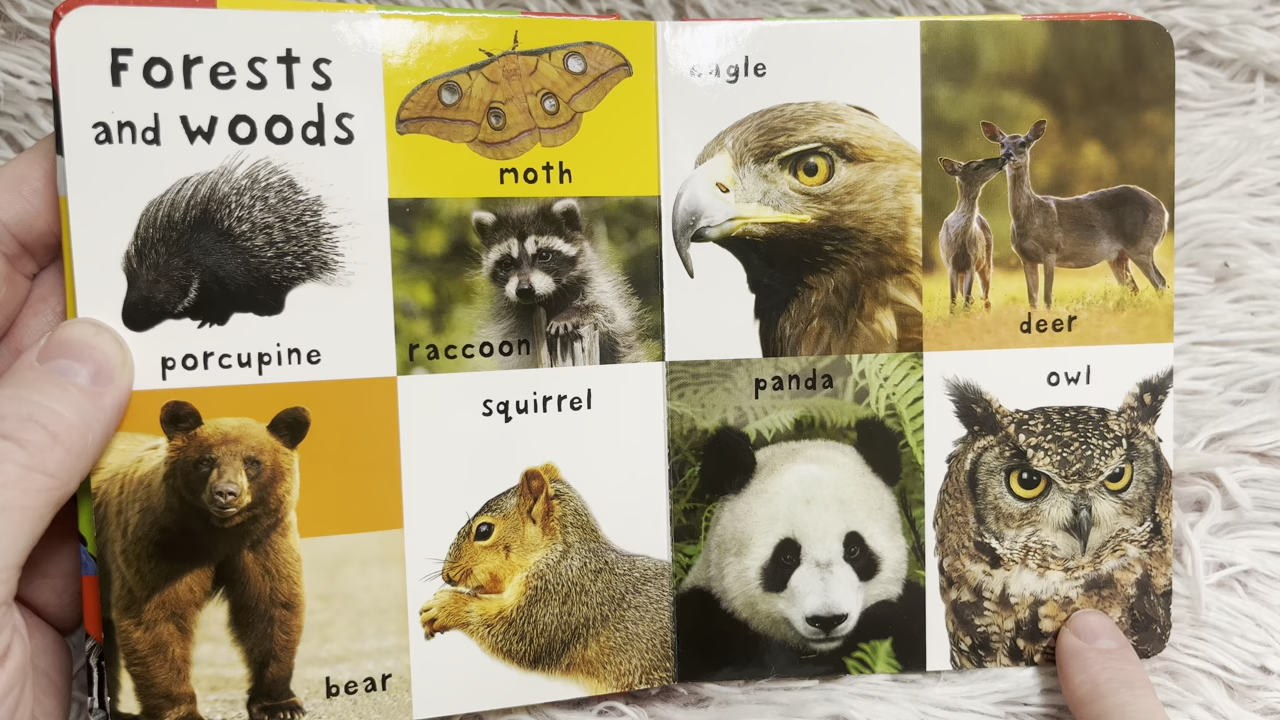 Forests
and woods
porcupine
moth
raccoon
bear
squirrel
eagle
deer
panda
owl